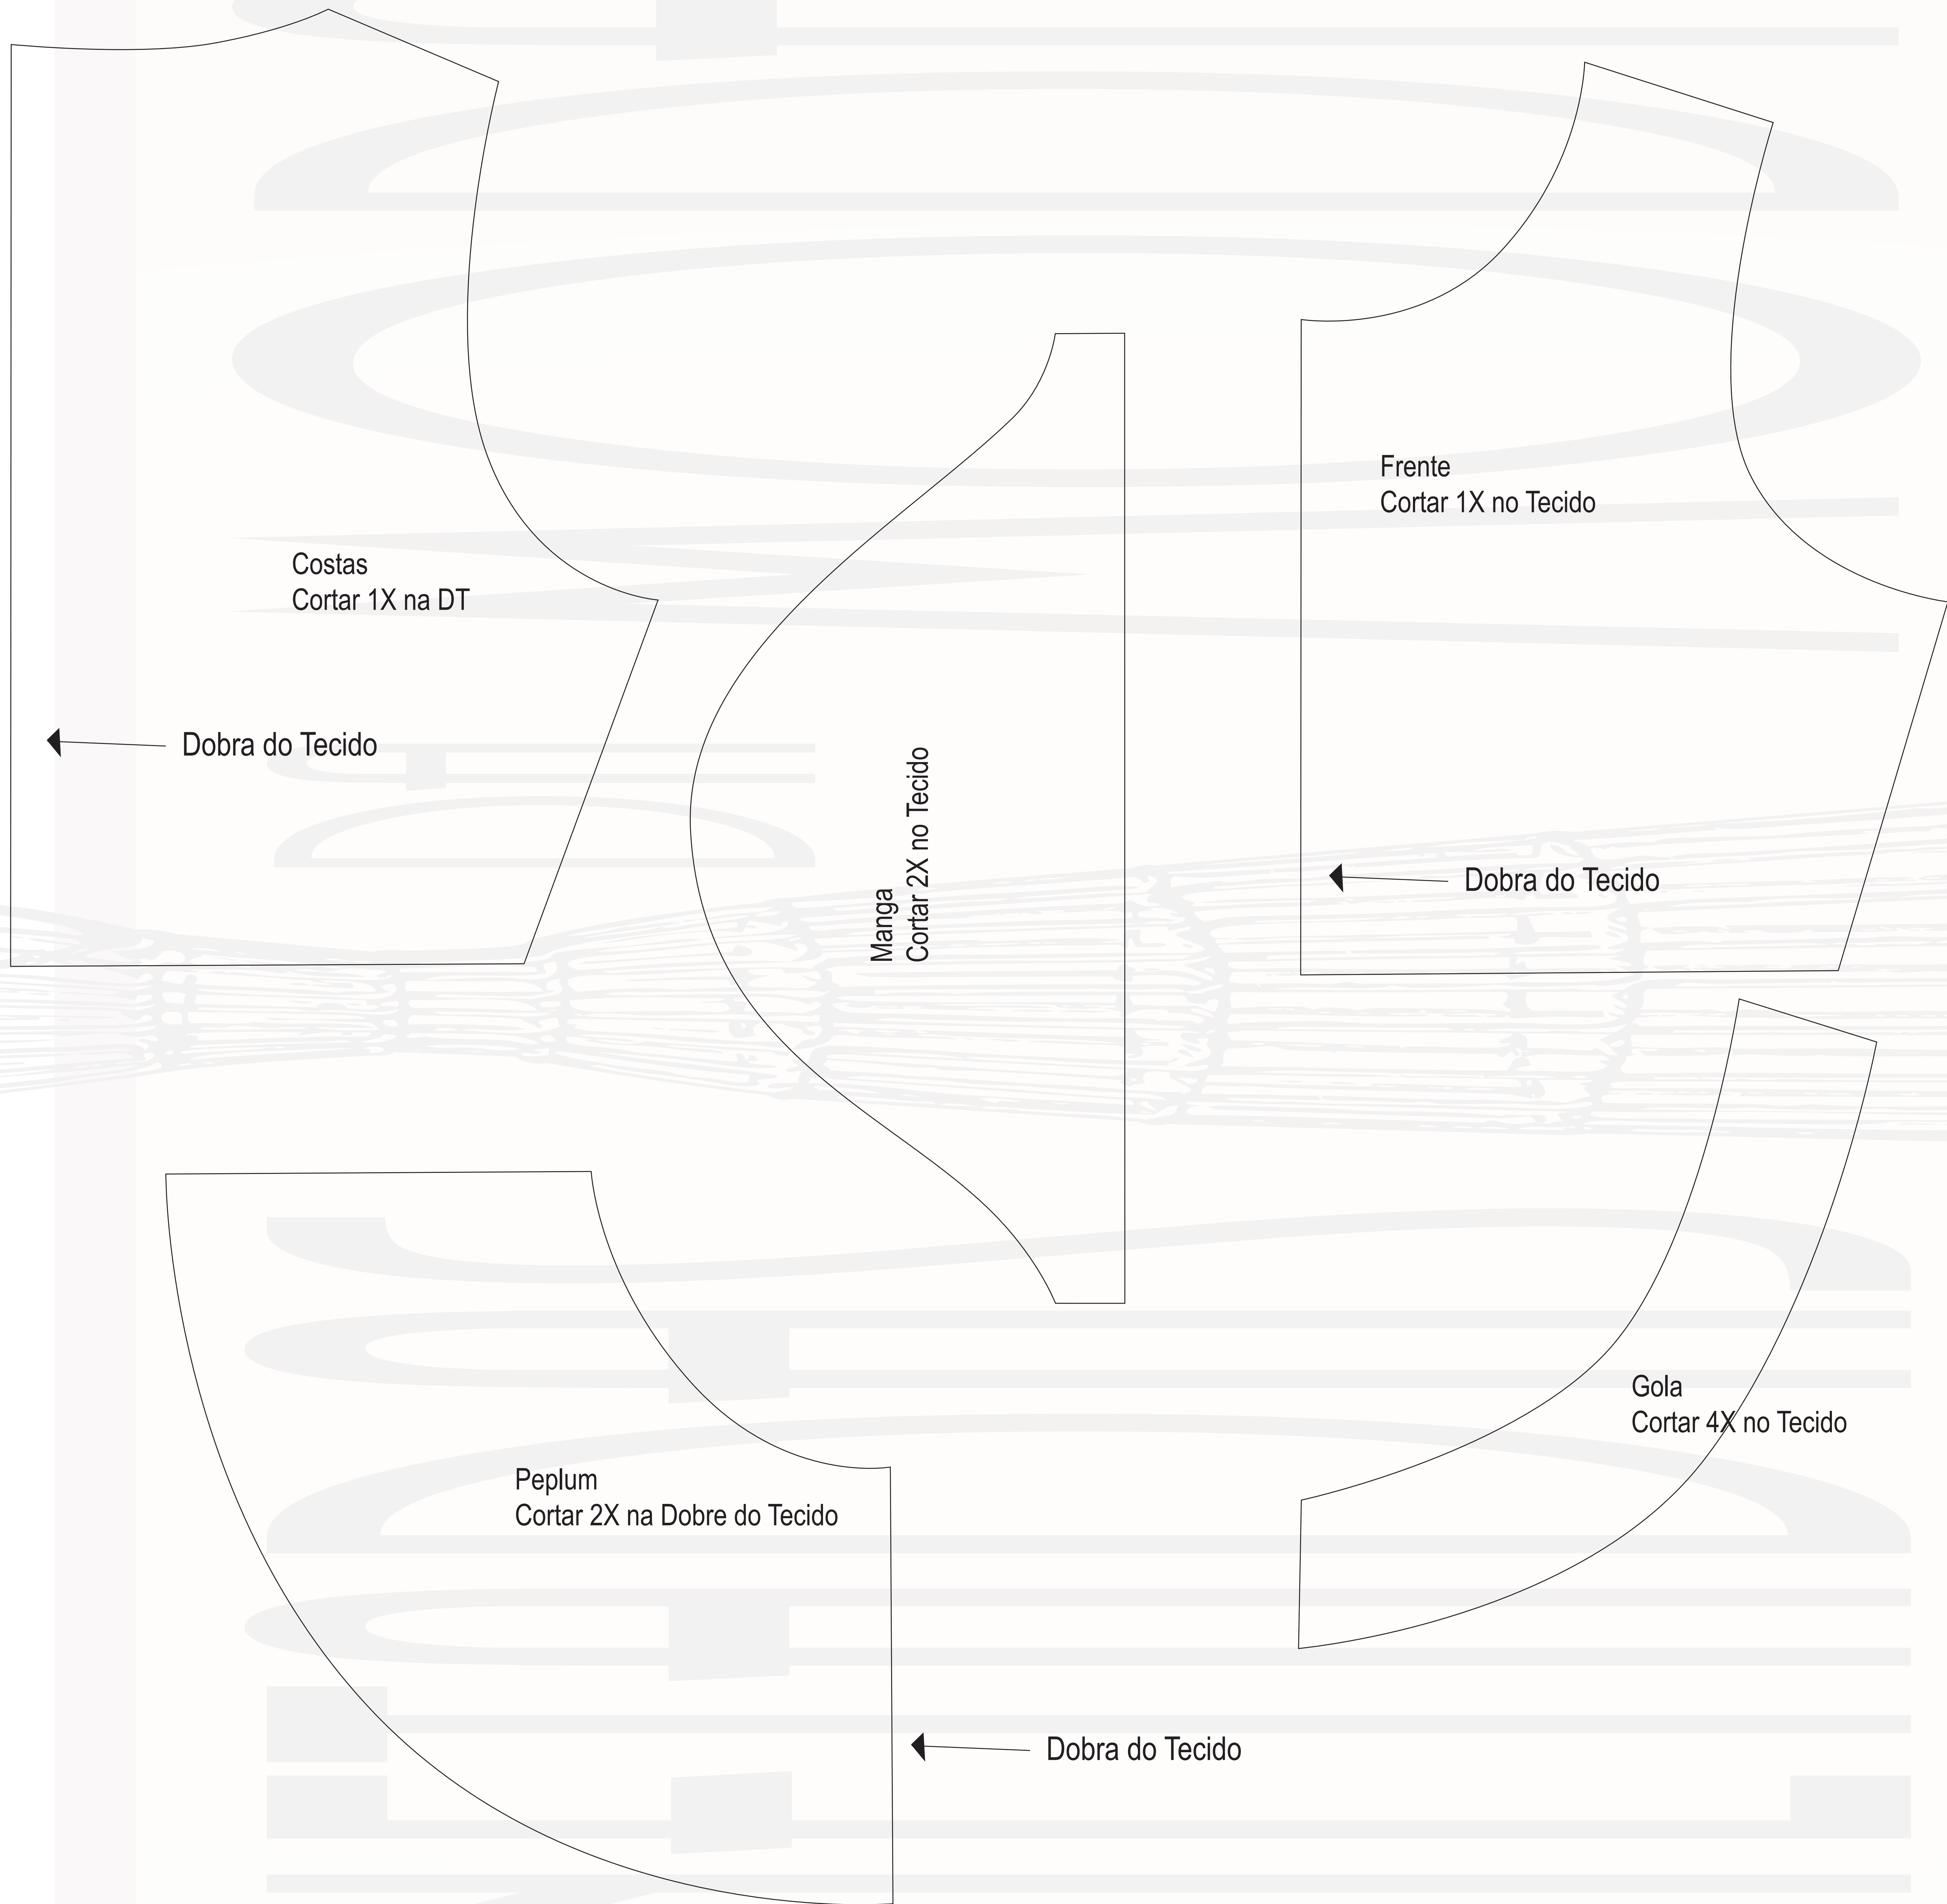 Frente
Cortar 1X no Tecido
Costas
Cortar 1X na DT
Dobra do Tecido
Manga
Cortar 2X no Tecido
Dobra do Tecido
Gola
Cortar 4X no Tecido
Peplum
Cortar 2X na Dobre do Tecido
Dobra do Tecido